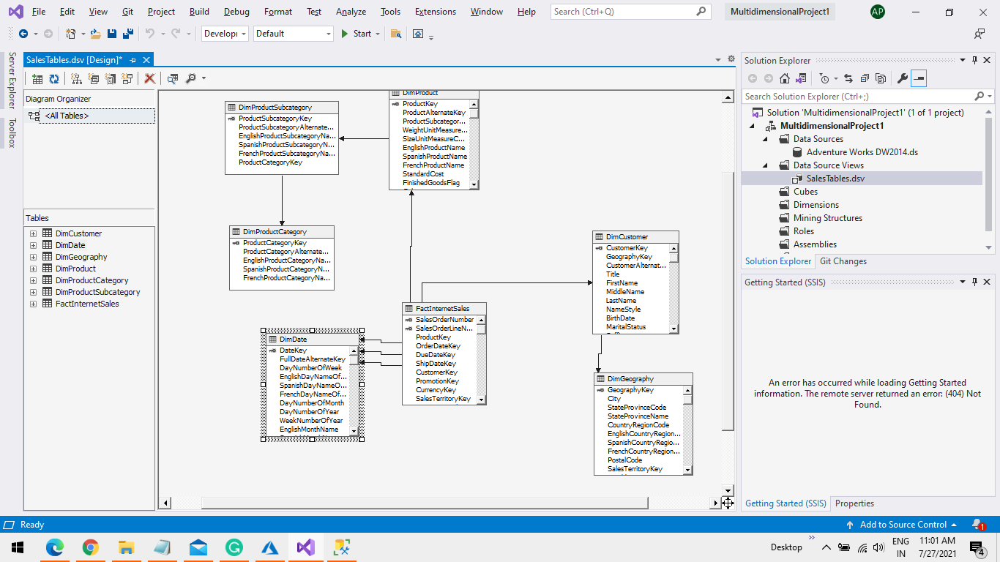 File Edit View Git Project Build Debug Format Test Analyze Tools Extensions Window Help Search (Ctrl+Q) MultidimensionalProject1 AP
Developi Default Start
Server Explorer
Toolbox
SalesTables.dsv [Design]*
Diagram Organizer
<All Tables>
Tables
DimCustomer
DimDate
DimGeography
DimProduct
DimProductCategory
DimProductSubcategory
FactInternetSales
DimProductSubcategory
ProductSubcategoryKey
ProductSubcategoryAlternate...
EnglishProductSubcategoryNa...
SpanishProductSubcategoryN...
FrenchProductSubcategoryNa...
ProductCategoryKey
DimProduct
ProductKey
ProductAlternateKey
ProductSubcategor...
WeightUnitMeasure...
SizeUnitMeasureC...
EnglishProductName
SpanishProductName
FrenchProductName
StandardCost
FinishedGoodsFlag
DimProductCategory
ProductCategoryKey
ProductCategoryAlternate...
EnglishProductCategoryNa...
SpanishProductCategoryN...
FrenchProductCategoryNa...
DimCustomer
CustomerKey
GeographyKey
CustomerAlternat...
Title
FirstName
MiddleName
LastName
NameStyle
BirthDate
MaritalStatus
FactInternetSales
SalesOrderNumber
SalesOrderLineN...
ProductKey
OrderDateKey
DueDateKey
ShipDateKey
CustomerKey
PromotionKey
CurrencyKey
SalesTerritoryKey
DimDate
DateKey
FullDateAlternateKey
DayNumberOfWeek
EnglishDayNameOf...
SpanishDayNameO...
FrenchDayNameOf...
DayNumberOfMonth
DayNumberOfYear
WeekNumberOfYear
EnglishMonthName
DimGeography
GeographyKey
City
StateProvinceCode
StateProvinceName
CountryRegionCode
EnglishCountryRegion...
SpanishCountryRegio...
FrenchCountryRegion...
PostalCode
SalesTerritoryKey
Solution Explorer
Search Solution Explorer (Ctrl+;)
Solution 'MultidimensionalProject1' (1 of 1 project)
MultidimensionalProject1
Data Sources
Adventure Works DW2014.ds
Data Source Views
SalesTables.dsv
Cubes
Dimensions
Mining Structures
Roles
Assemblies
Solution Explorer Git Changes
Getting Started (SSIS)
An error has occurred while loading Getting Started
information. The remote server returned an error: (404) Not
Found.
Getting Started (SSIS) Properties
Ready Add to Source Control 1
Desktop ENG 11:01 AM
IN 7/27/2021 4